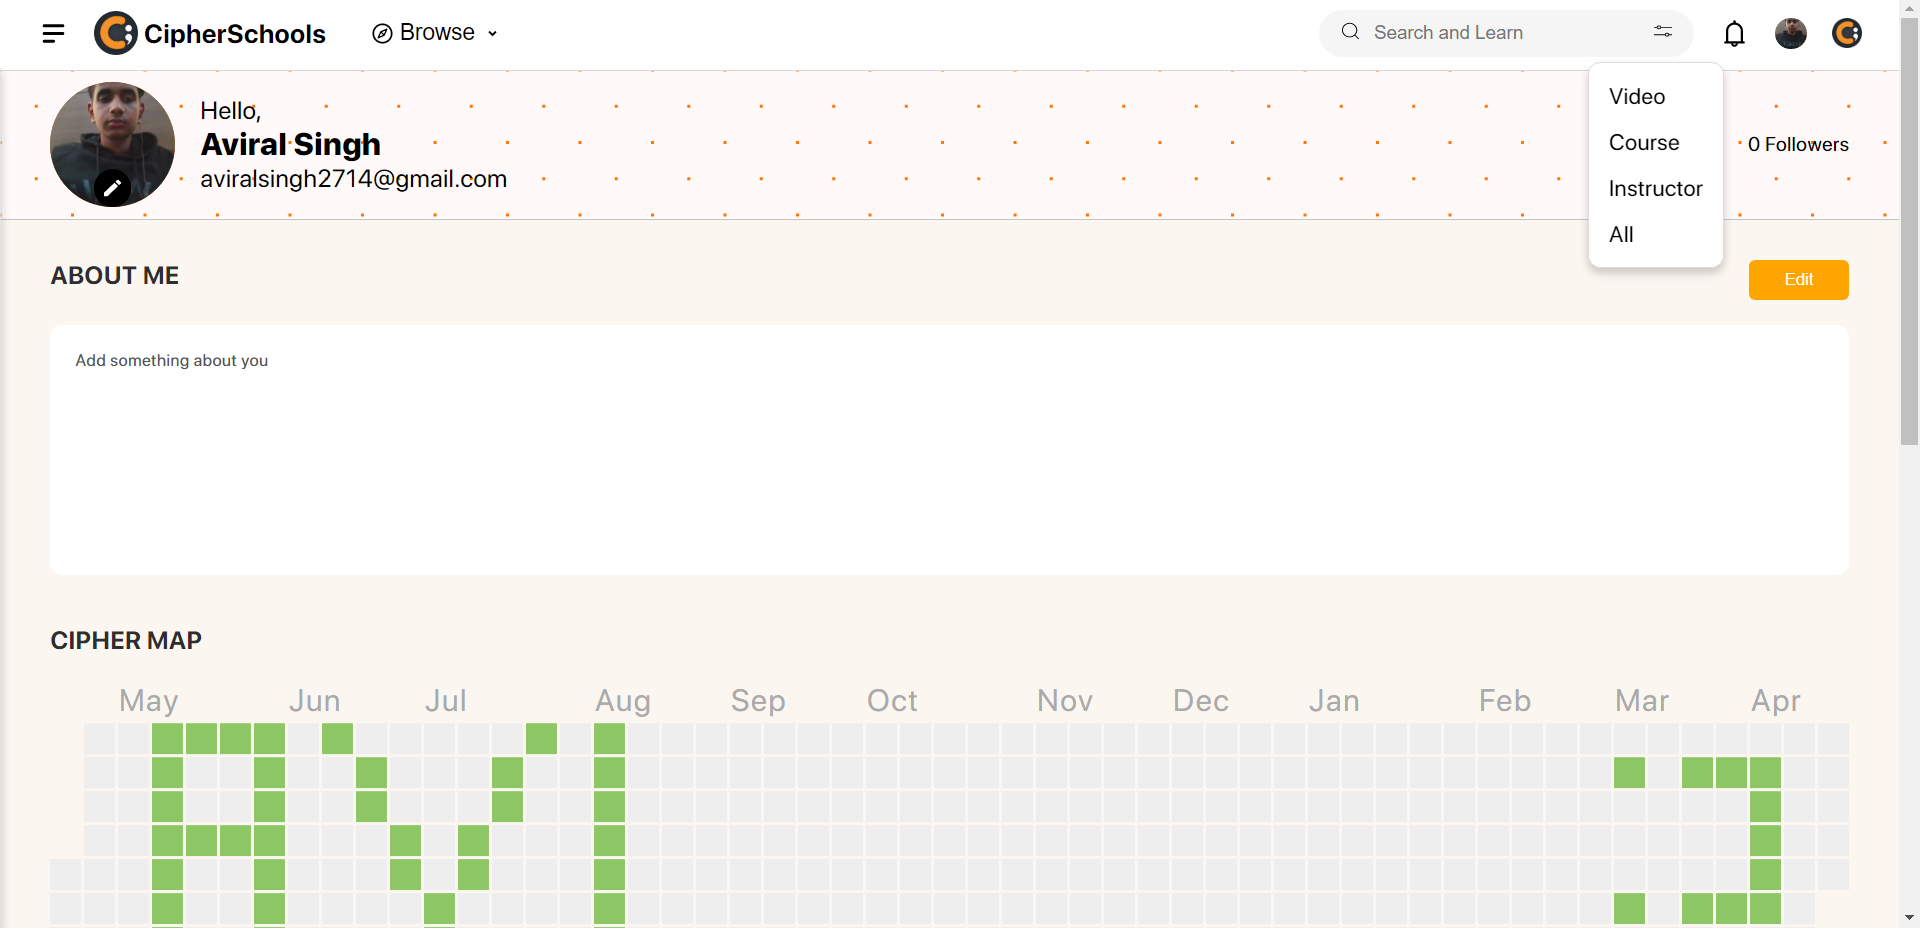 CipherSchools
Browse
Search and Learn
Video
Course
Instructor
All
Hello,
Aviral Singh
aviralsingh2714@gmail.com
0 Followers
ABOUT ME
Edit
Add something about you
CIPHER MAP
May Jun Jul Aug Sep Oct Nov Dec Jan Feb Mar Apr